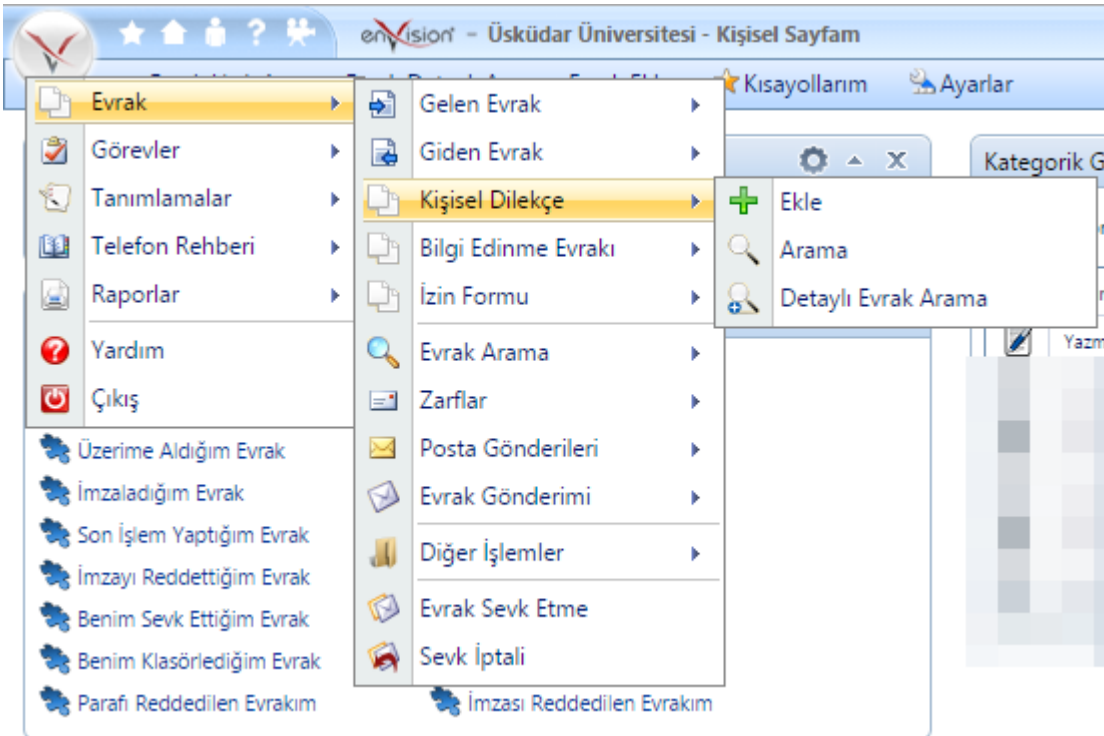 enVision - Üsküdar Üniversitesi - Kişisel Sayfam
Kısayollarım
Ayarlar
Evrak
Görevler
Tanımlamalar
Telefon Rehberi
Raporlar
Yardım
Çıkış
Gelen Evrak
Giden Evrak
Kişisel Dilekçe
Bilgi Edinme Evrakı
İzin Formu
Evrak Arama
Zarflar
Posta Gönderileri
Evrak Gönderimi
Diğer İşlemler
Evrak Sevk Etme
Sevk İptali
Kategorik G
Ekle
Arama
Detaylı Evrak Arama
Yazm
Üzerime Aldığım Evrak
İmzaladığım Evrak
Son İşlem Yaptığım Evrak
İmzayı Reddettiğim Evrak
Benim Sevk Ettiğim Evrak
Benim Klasörlediğim Evrak
Parafı Reddedilen Evrakım
İmzası Reddedilen Evrakım